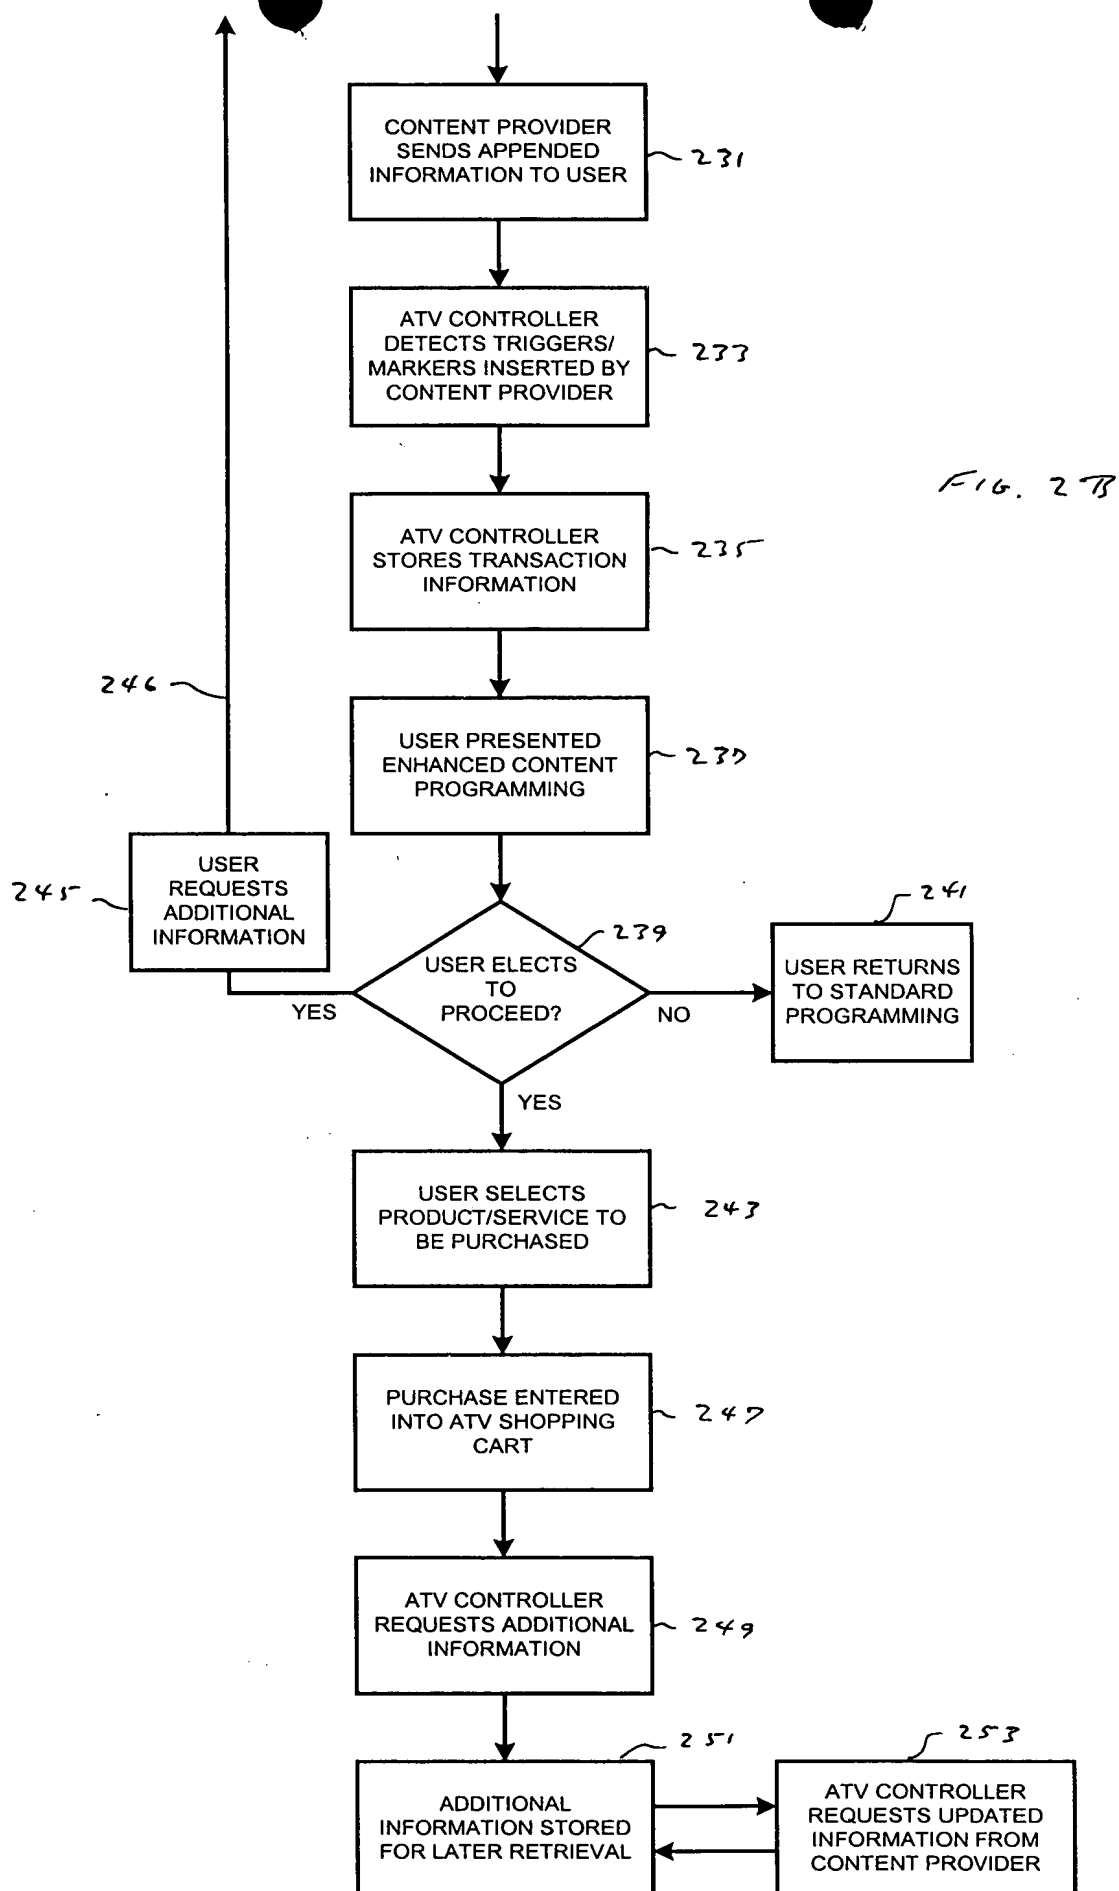 CONTENT PROVIDER
SENDS APPENDED
INFORMATION TO USER
231
ATV CONTROLLER
DETECTS TRIGGERS/
MARKERS INSERTED BY
CONTENT PROVIDER
233
FIG. 2B
ATV CONTROLLER
STORES TRANSACTION
INFORMATION
235
246
USER PRESENTED
ENHANCED CONTENT
PROGRAMMING
237
USER
REQUESTS
ADDITIONAL
INFORMATION
245
239
USER ELECTS
TO
PROCEED?
YES
NO
241
USER RETURNS
TO STANDARD
PROGRAMMING
YES
USER SELECTS
PRODUCT/SERVICE TO
BE PURCHASED
243
PURCHASE ENTERED
INTO ATV SHOPPING
CART
247
ATV CONTROLLER
REQUESTS ADDITIONAL
INFORMATION
249
251
ADDITIONAL
INFORMATION STORED
FOR LATER RETRIEVAL
253
ATV CONTROLLER
REQUESTS UPDATED
INFORMATION FROM
CONTENT PROVIDER